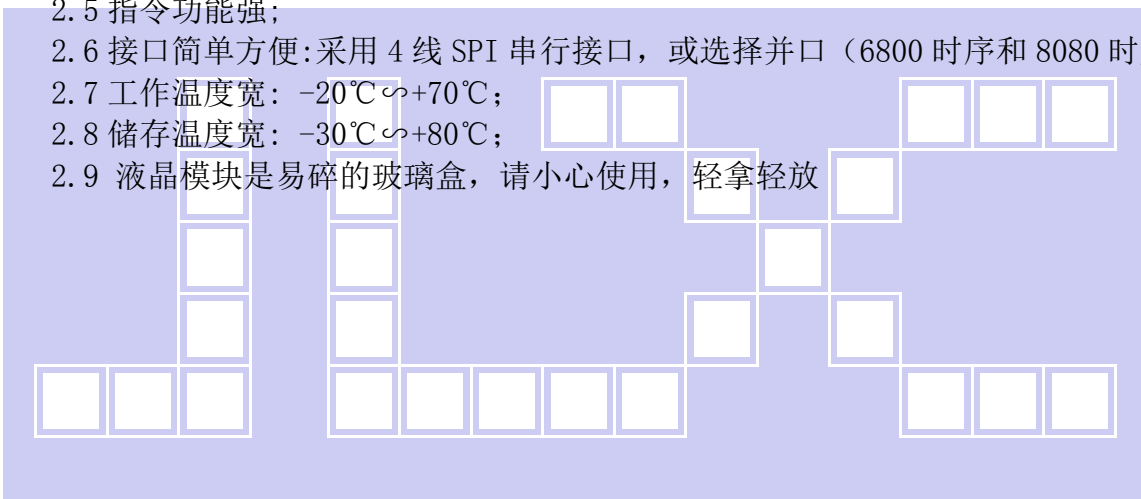 2.5 指令功能强;
2.6 接口简单方便:采用 4 线 SPI 串行接口，或选择并口（6800 时序和 8080 时
2.7 工作温度宽: -20℃∽+70℃；
2.8 储存温度宽: -30℃∽+80℃；
2.9 液晶模块是易碎的玻璃盒，请小心使用，轻拿轻放
JLX